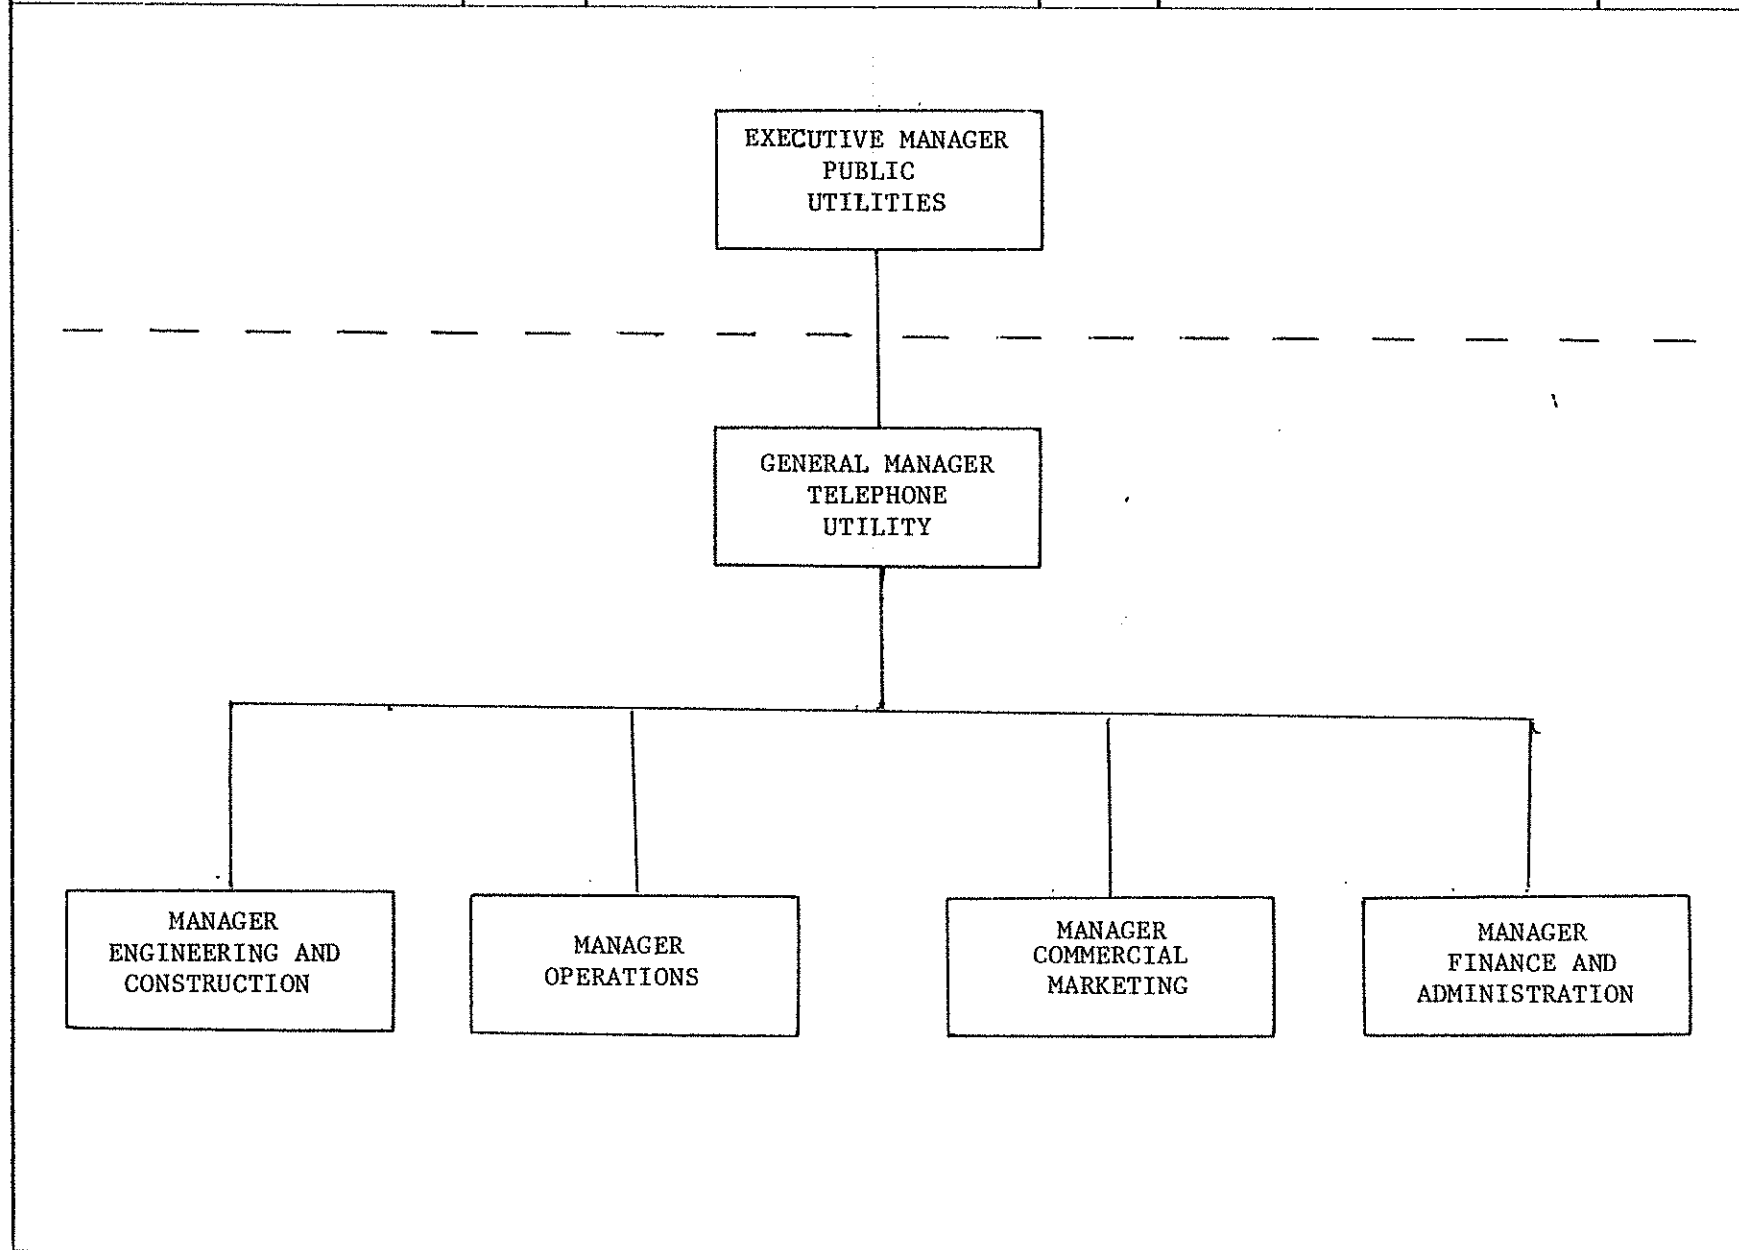 EXECUTIVE MANAGER
PUBLIC
UTILITIES
GENERAL MANAGER
TELEPHONE
UTILITY
MANAGER
ENGINEERING AND
CONSTRUCTION
MANAGER
OPERATIONS
MANAGER
COMMERCIAL
MARKETING
MANAGER
FINANCE AND
ADMINISTRATION